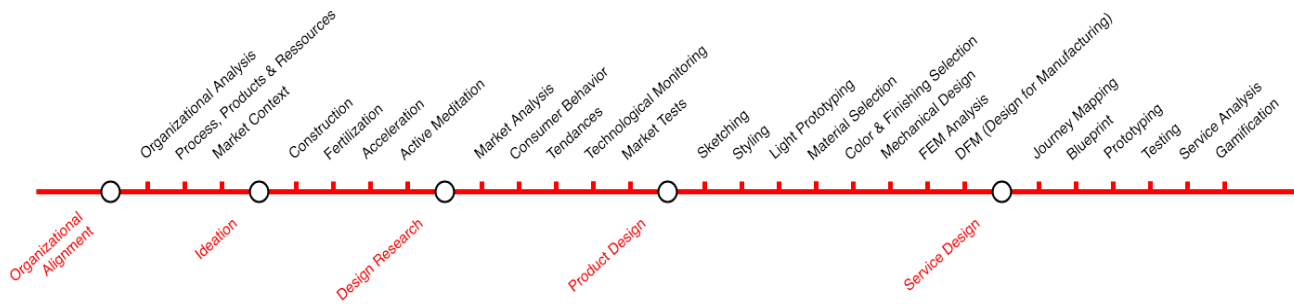 Organizational Analysis
Process, Products & Ressources
Market Context
Construction
Fertilization
Acceleration
Active Meditation
Market Analysis
Consumer Behavior
Tendances
Technological Monitoring
Market Tests
Sketching
Styling
Light Prototyping
Material Selection
Color & Finishing Selection
Mechanical Design
FEM Analysis
DFM (Design for Manufacturing)
Journey Mapping
Blueprint
Prototyping
Testing
Service Analysis
Gamification
Organizational
Alignment
Ideation
Design Research
Product Design
Service Design